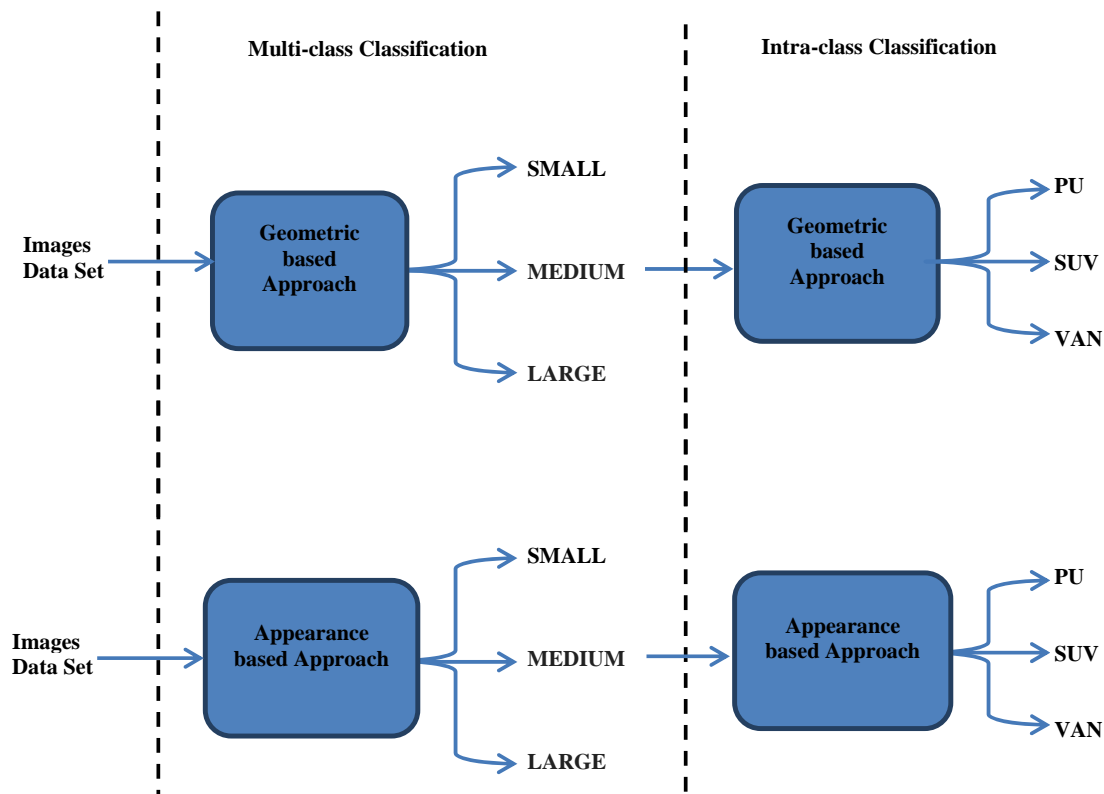 Multi-class Classification
Intra-class Classification
Images
Data Set
Geometric
based
Approach
SMALL
MEDIUM
LARGE
Geometric
based
Approach
PU
SUV
VAN
Images
Data Set
Appearance
based Approach
SMALL
MEDIUM
LARGE
Appearance
based Approach
PU
SUV
VAN